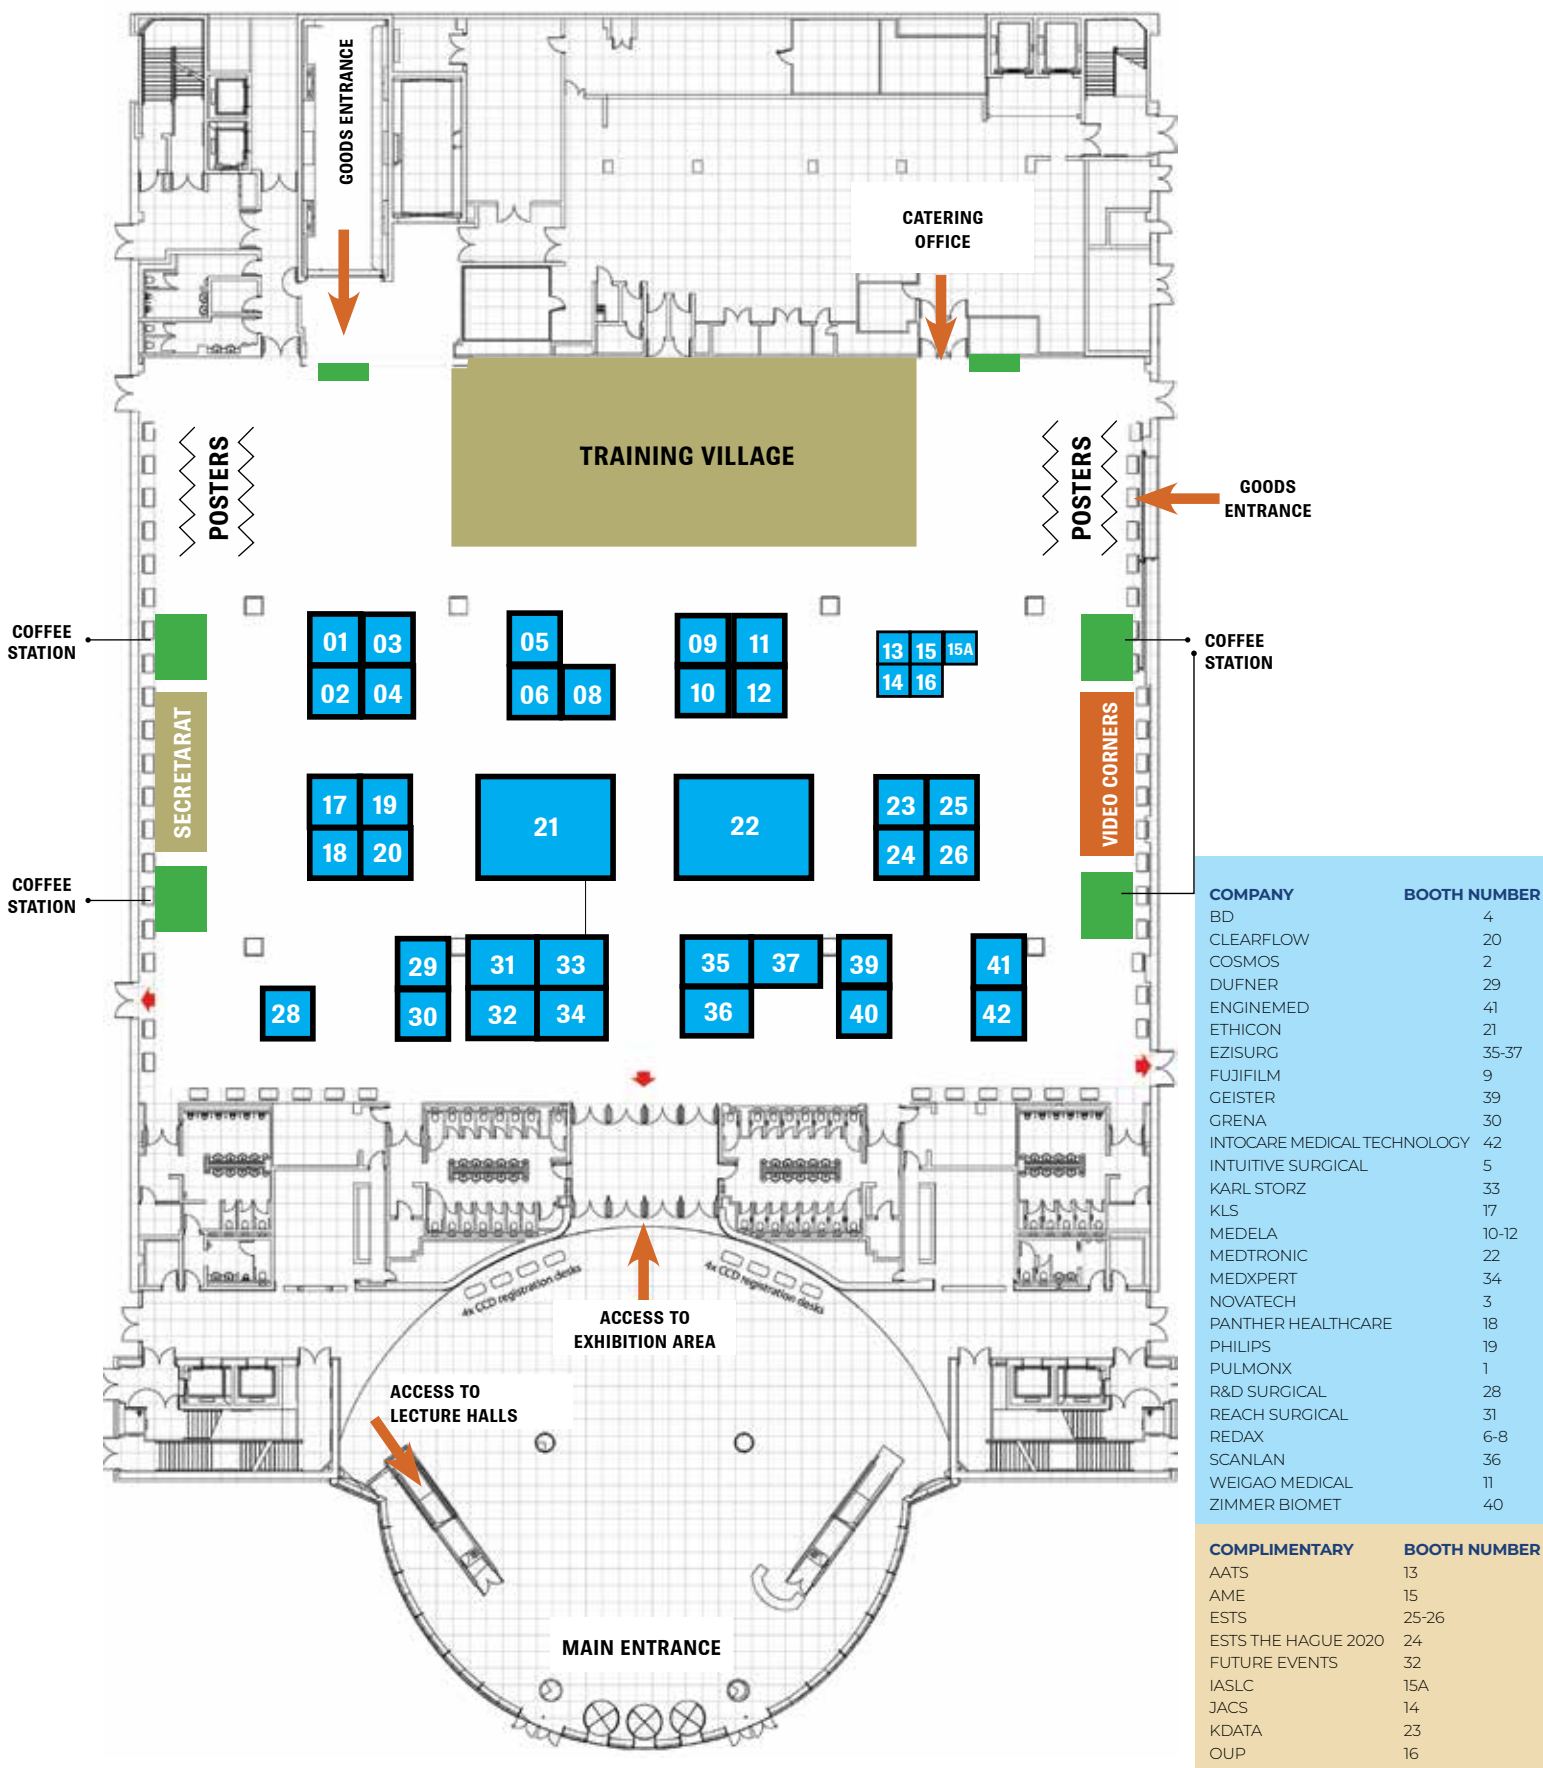 GOODS ENTRANCE
CATERING
OFFICE
TRAINING VILLAGE
POSTERS
POSTERS
GOODS
ENTRANCE
COFFEE
STATION
COFFEE
STATION
SECRETARAT
VIDEO CORNERS
COFFEE
STATION
01 03
02 04
05
06 08
09 11
10 12
13 15 15A
14 16
17 19
18 20
21
22
23 25
24 26
28
29
30
31 33
32 34
35 37
36
39
40
41
42
4x CCD registration desks
4x CCD registration desks
ACCESS TO
EXHIBITION AREA
ACCESS TO
LECTURE HALLS
MAIN ENTRANCE
COMPANY BOOTH NUMBER
BD 4
CLEARFLOW 20
COSMOS 2
DUFNER 29
ENGINEMED 41
ETHICON 21
EZISURG 35-37
FUJIFILM 9
GEISTER 39
GRENA 30
INTOCARE MEDICAL TECHNOLOGY 42
INTUITIVE SURGICAL 5
KARL STORZ 33
KLS 17
MEDELA 10-12
MEDTRONIC 22
MEDXPERT 34
NOVATECH 3
PANTHER HEALTHCARE 18
PHILIPS 19
PULMONX 1
R&D SURGICAL 28
REACH SURGICAL 31
REDAX 6-8
SCANLAN 36
WEIGAO MEDICAL 11
ZIMMER BIOMET 40
COMPLIMENTARY BOOTH NUMBER
AATS 13
AME 15
ESTS 25-26
ESTS THE HAGUE 2020 24
FUTURE EVENTS 32
IASLC 15A
JACS 14
KDATA 23
OUP 16